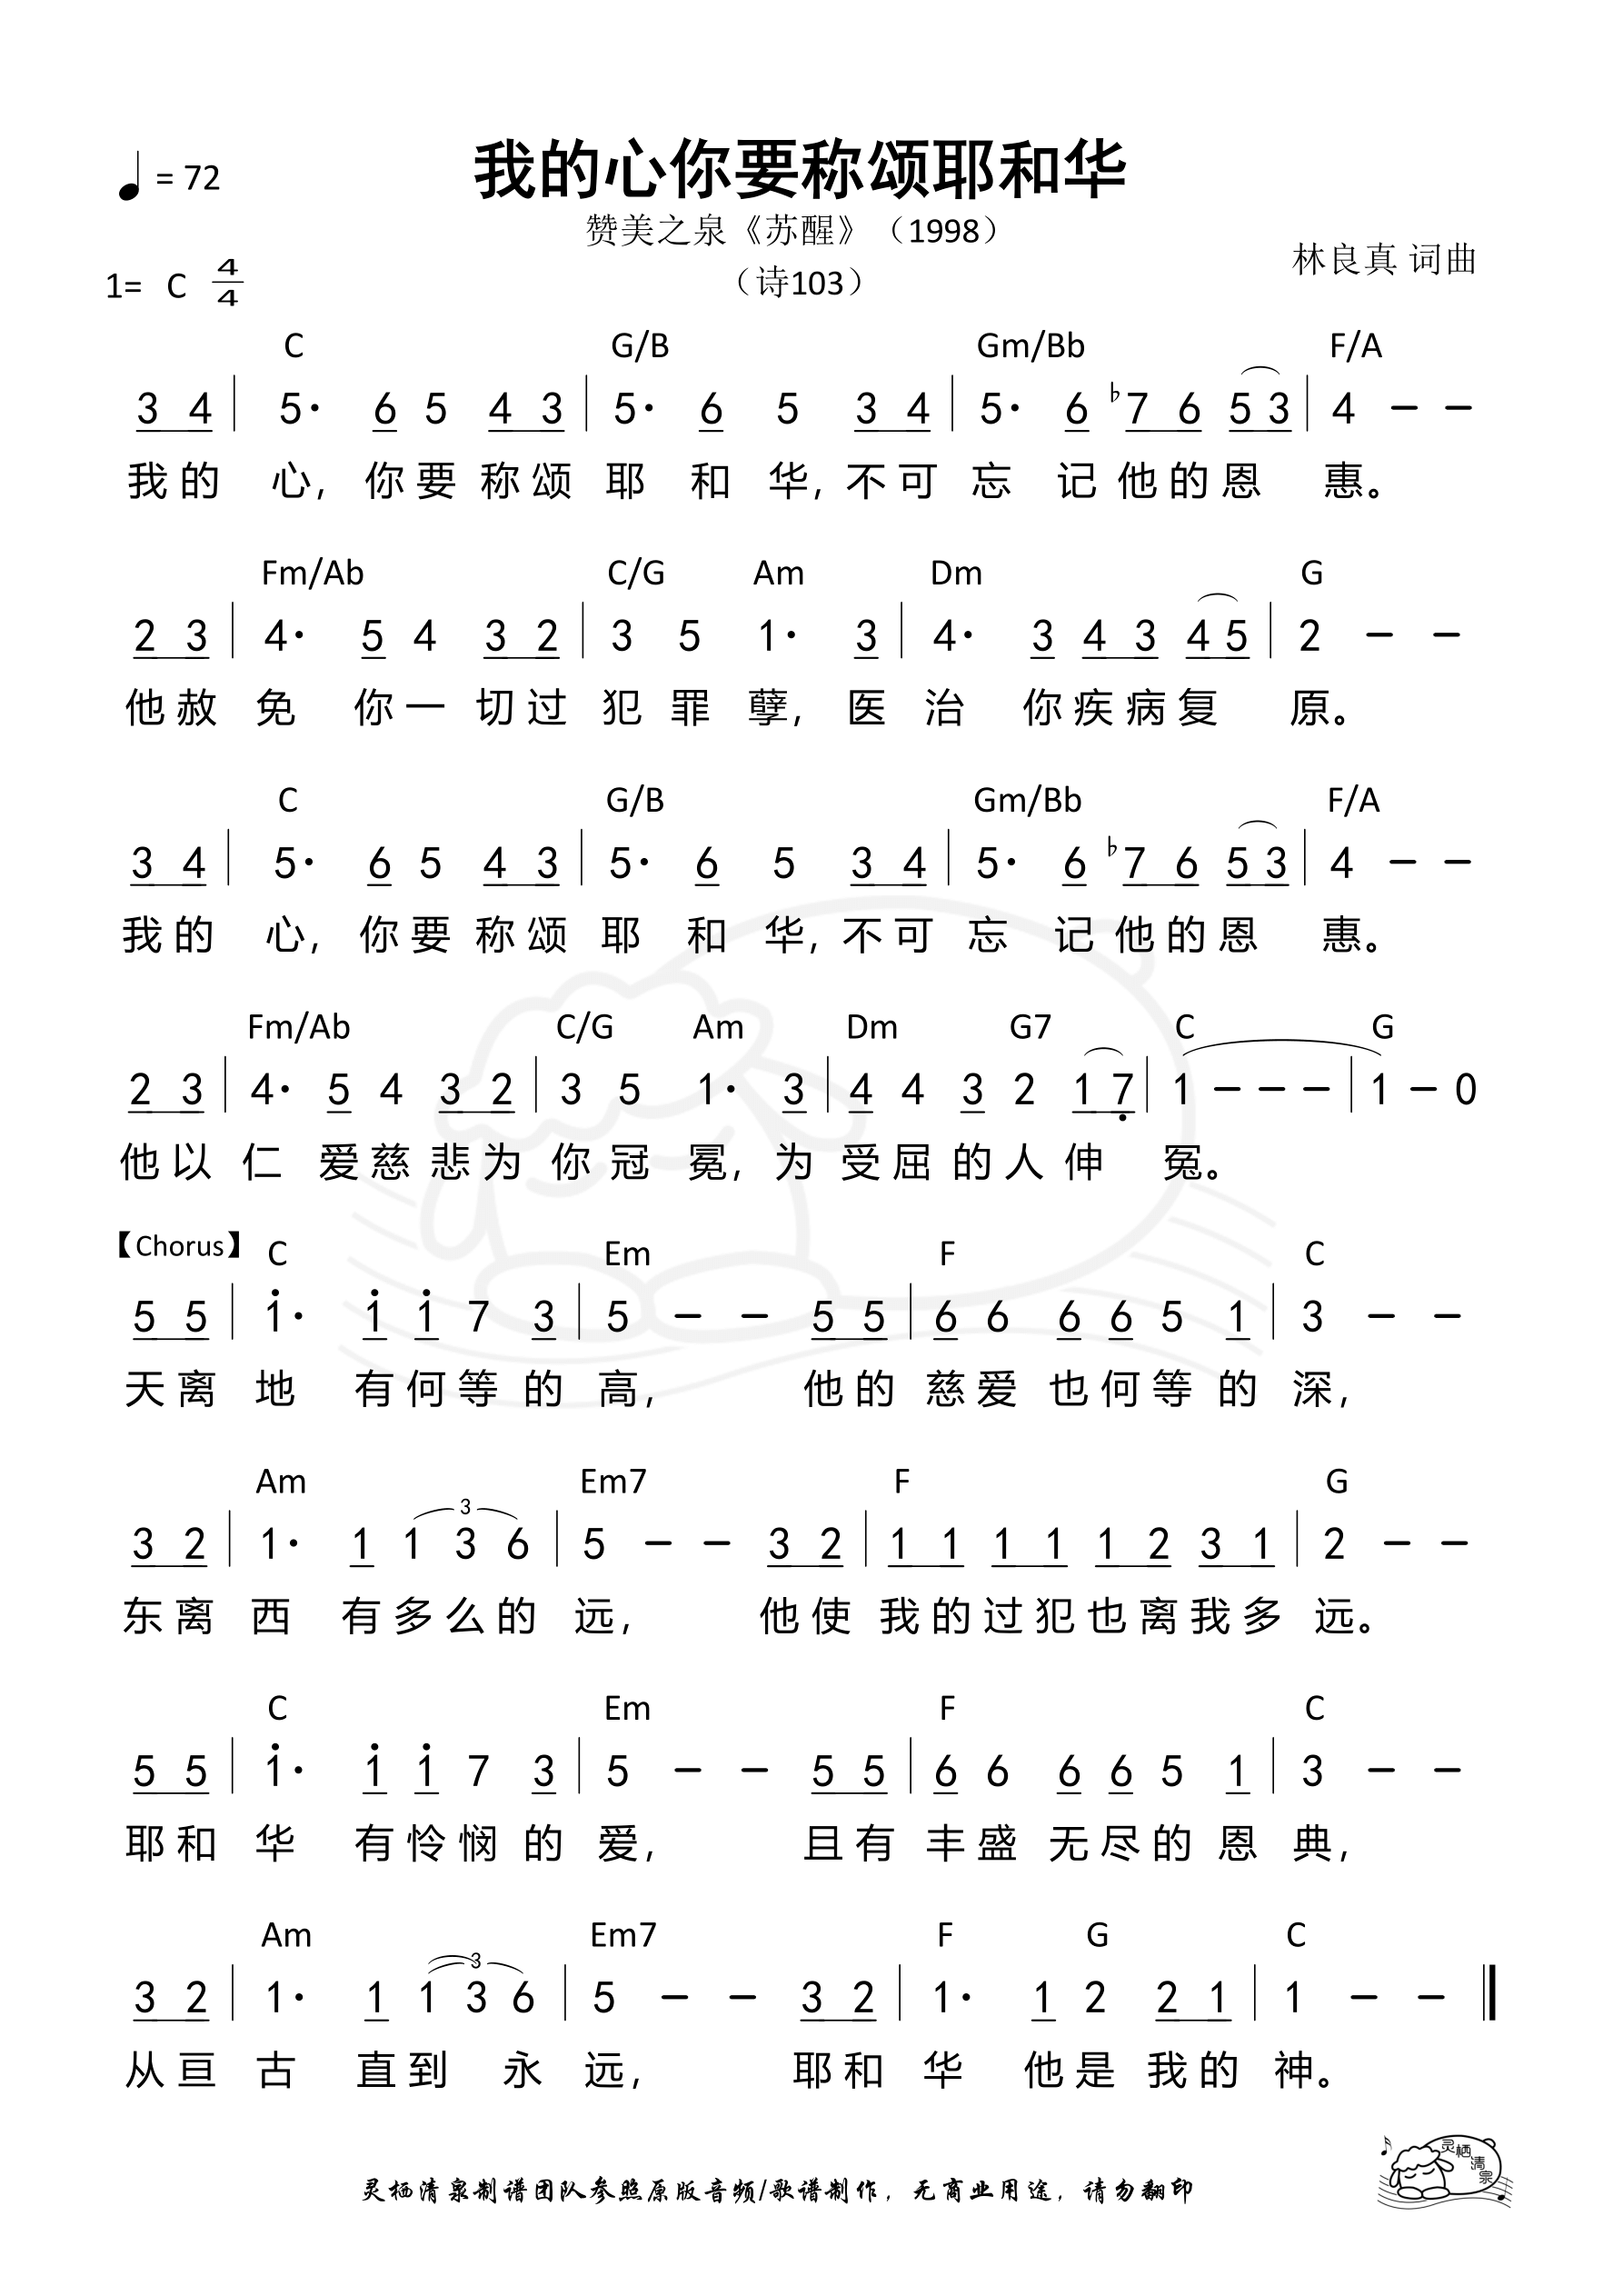 ♩= 72
我的心你要称颂耶和华
赞美之泉《苏醒》（1998）
林良真 词曲
1= C 4/4
（诗103）
C G/B Gm/Bb F/A
3 4 | 5· 6 5 4 3 | 5· 6 5 3 4 | 5· 6 ♭7 6 5 3 | 4 – –
我的 心, 你要称颂 耶 和 华, 不可 忘 记他的恩 惠。
Fm/Ab C/G Am Dm G
2 3 | 4· 5 4 3 2 | 3 5 1· 3 | 4· 3 4 3 4 5 | 2 – –
他赦 免 你一切过 犯 罪 孽, 医 治 你疾病复 原。
C G/B Gm/Bb F/A
3 4 | 5· 6 5 4 3 | 5· 6 5 3 4 | 5· 6 ♭7 6 5 3 | 4 – –
我的 心, 你要称颂 耶 和 华, 不可 忘 记他的恩 惠。
Fm/Ab C/G Am Dm G7 C G
2 3 | 4· 5 4 3 2 | 3 5 1· 3 | 4 4 3 2 1 7̣ | 1 – – – | 1 – 0
他以 仁 爱慈悲为 你冠 冕, 为 受屈的人伸 冤。
【Chorus】 C Em F C
5 5 | 1̇· 1̇ 1̇ 7 3 | 5 – – 5 5 | 6 6 6 6 5 1 | 3 – –
天离 地 有何等的 高, 他的 慈爱也何等的 深,
Am Em7 F G
3 2 | 1· 1 1 3 6 | 5 – – 3 2 | 1 1 1 1 1 2 3 1 | 2 – –
3
东离 西 有多么的 远, 他使 我的过犯也离我多 远。
C Em F C
5 5 | 1̇· 1̇ 1̇ 7 3 | 5 – – 5 5 | 6 6 6 6 5 1 | 3 – –
耶和 华 有怜悯的 爱, 且有 丰盛无尽的恩 典,
Am Em7 F G C
3 2 | 1· 1 1 3 6 | 5 – – 3 2 | 1· 1 2 2 1 | 1 – –
3
从亘 古 直到 永 远, 耶和 华 他是我的 神。
灵栖清泉
灵栖清泉制谱团队参照原版音频/歌谱制作，无商业用途，请勿翻印